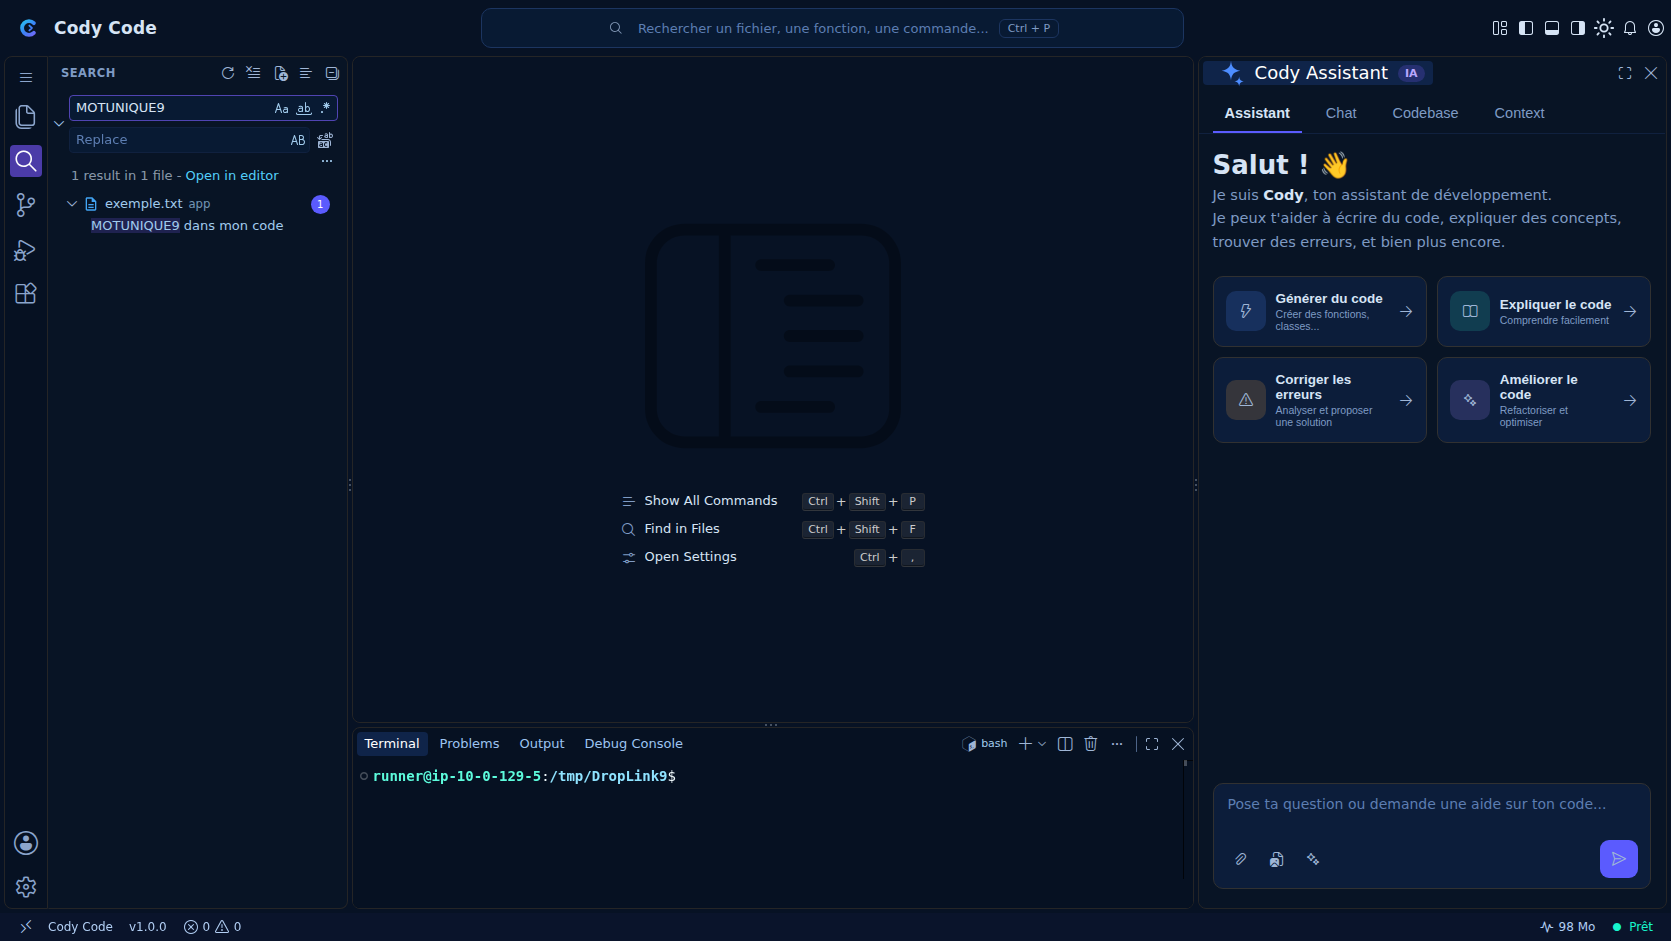 Cody Code
Rechercher un fichier, une fonction, une commande...
Ctrl + P
SEARCH
MOTUNIQUE9
Aa
ab
.*
Replace
AB
1 result in 1 file - Open in editor
exemple.txt app
1
MOTUNIQUE9 dans mon code
Show All Commands Ctrl + Shift + P
Find in Files Ctrl + Shift + F
Open Settings Ctrl + ,
Terminal Problems Output Debug Console
bash
runner@ip-10-0-129-5:/tmp/DropLink9$
Cody Assistant IA
Assistant Chat Codebase Context
Salut ! 👋
Je suis Cody, ton assistant de développement.
Je peux t'aider à écrire du code, expliquer des concepts,
trouver des erreurs, et bien plus encore.
Générer du code
Créer des fonctions,
classes...
Expliquer le code
Comprendre facilement
Corriger les
erreurs
Analyser et proposer
une solution
Améliorer le
code
Refactoriser et
optimiser
Pose ta question ou demande une aide sur ton code...
Cody Code v1.0.0 0 0
98 Mo Prêt